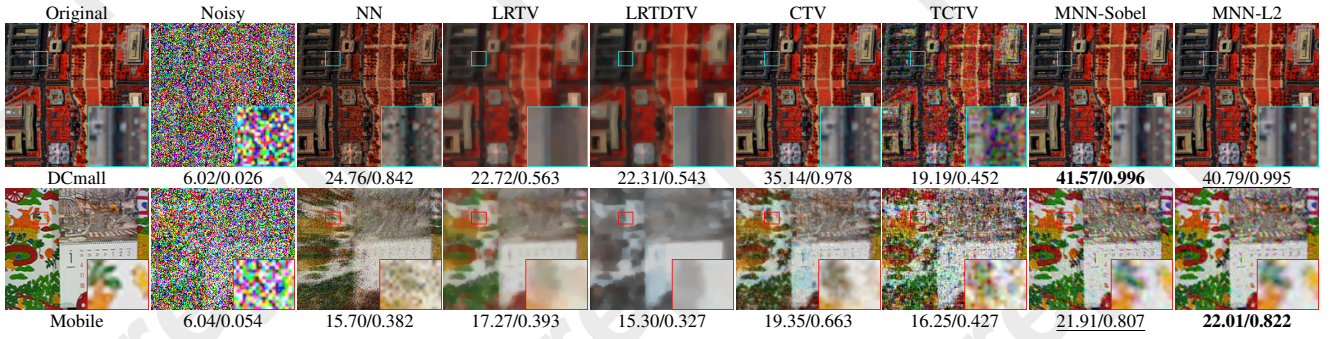 Original Noisy NN LRTV LRTDTV CTV TCTV MNN-Sobel MNN-L2
DCmall 6.02/0.026 24.76/0.842 22.72/0.563 22.31/0.543 35.14/0.978 19.19/0.452 41.57/0.996 40.79/0.995
Mobile 6.04/0.054 15.70/0.382 17.27/0.393 15.30/0.327 19.35/0.663 16.25/0.427 21.91/0.807 22.01/0.822